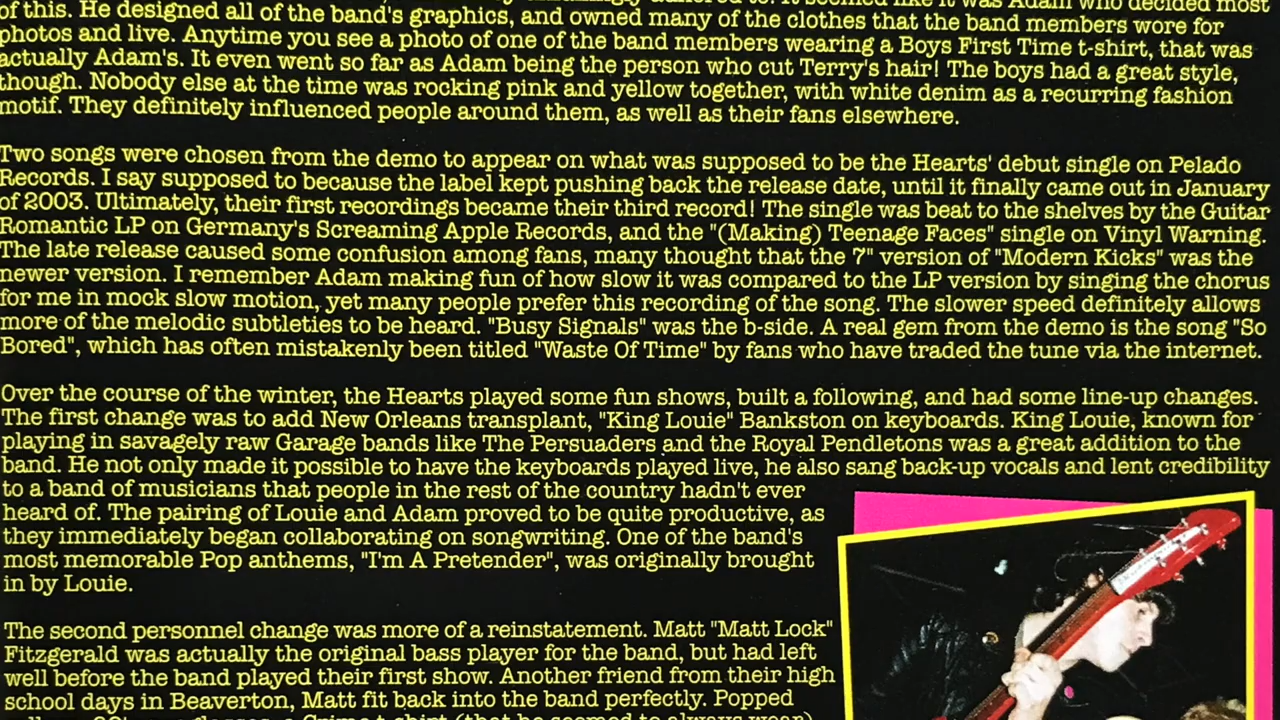 of this. He designed all of the band's graphics, and owned many of the clothes that the band members wore for
photos and live. Anytime you see a photo of one of the band members wearing a Boys First Time t-shirt, that was
actually Adam's. It even went so far as Adam being the person who cut Terry's hair! The boys had a great style,
though. Nobody else at the time was rocking pink and yellow together, with white denim as a recurring fashion
motif. They definitely influenced people around them, as well as their fans elsewhere.
Two songs were chosen from the demo to appear on what was supposed to be the Hearts' debut single on Pelado
Records. I say supposed to because the label kept pushing back the release date, until it finally came out in January
of 2003. Ultimately, their first recordings became their third record! The single was beat to the shelves by the Guitar
Romantic LP on Germany's Screaming Apple Records, and the "(Making) Teenage Faces" single on Vinyl Warning.
The late release caused some confusion among fans, many thought that the 7" version of "Modern Kicks" was the
newer version. I remember Adam making fun of how slow it was compared to the LP version by singing the chorus
for me in mock slow motion, yet many people prefer this recording of the song. The slower speed definitely allows
more of the melodic subtleties to be heard. "Busy Signals" was the b-side. A real gem from the demo is the song "So
Bored", which has often mistakenly been titled "Waste Of Time" by fans who have traded the tune via the internet.
Over the course of the winter, the Hearts played some fun shows, built a following, and had some line-up changes.
The first change was to add New Orleans transplant, "King Louie" Bankston on keyboards. King Louie, known for
playing in savagely raw Garage bands like The Persuaders and the Royal Pendletons was a great addition to the
band. He not only made it possible to have the keyboards played live, he also sang back-up vocals and lent credibility
to a band of musicians that people in the rest of the country hadn't ever
heard of. The pairing of Louie and Adam proved to be quite productive, as
they immediately began collaborating on songwriting. One of the band's
most memorable Pop anthems, "I'm A Pretender", was originally brought
in by Louie.
The second personnel change was more of a reinstatement. Matt "Matt Lock"
Fitzgerald was actually the original bass player for the band, but had left
well before the band played their first show. Another friend from their high
school days in Beaverton, Matt fit back into the band perfectly. Popped